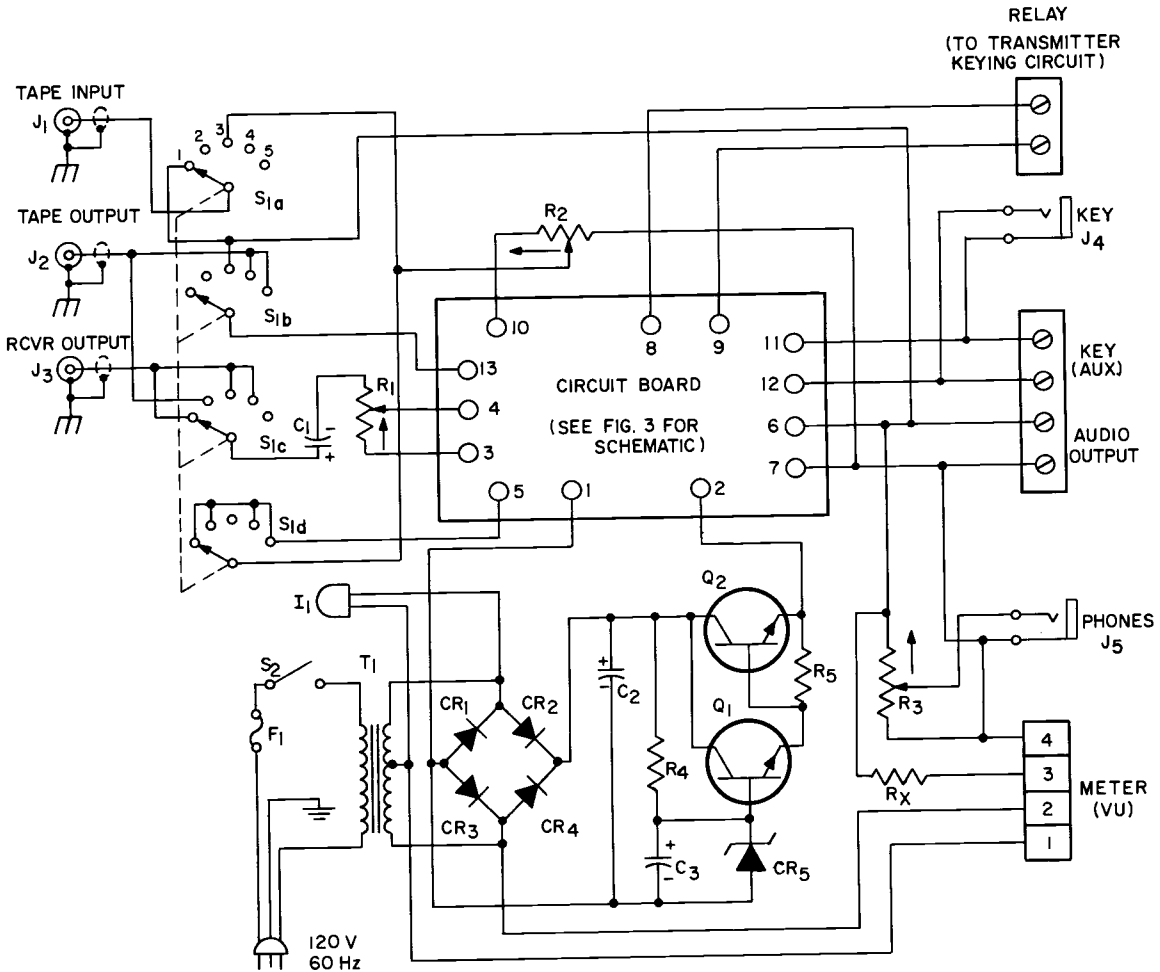 RELAY
(TO TRANSMITTER
KEYING CIRCUIT)
TAPE INPUT
J1
1
2
3
4
5
S1a
TAPE OUTPUT
J2
S1b
RCVR OUTPUT
J3
S1c
C1
-
+
R1
R2
10
8
9
13
4
3
5
1
2
11
12
6
7
CIRCUIT BOARD
(SEE FIG. 3 FOR
SCHEMATIC)
KEY
J4
KEY
(AUX)
AUDIO
OUTPUT
S1d
I1
S2
T1
F1
CR1
CR2
CR3
CR4
+
-
C2
R4
+
-
C3
Q2
Q1
R5
CR5
R3
RX
PHONES
J5
4
3
2
1
METER
(VU)
120 V
60 Hz